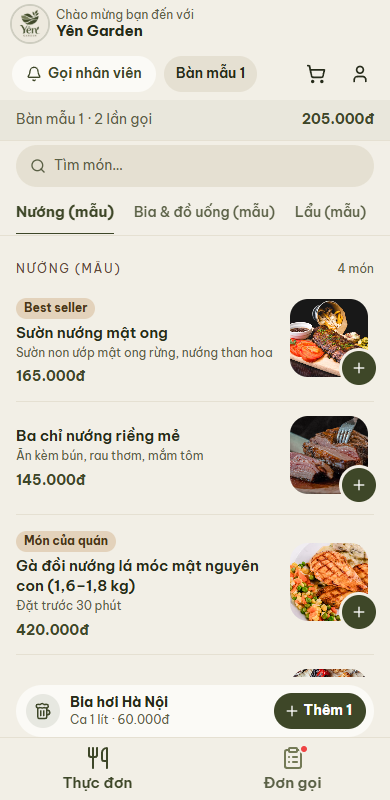 Yên
Chào mừng bạn đến với
Yên Garden
Gọi nhân viên
Bàn mẫu 1
Bàn mẫu 1 · 2 lần gọi
205.000đ
Tìm món...
Nướng (mẫu)
Bia & đồ uống (mẫu)
Lẩu (mẫu)
NƯỚNG (MẪU)
4 món
Best seller
Sườn nướng mật ong
Sườn non ướp mật ong rừng, nướng than hoa
165.000đ
Ba chỉ nướng riềng mẻ
Ăn kèm bún, rau thơm, mắm tôm
145.000đ
Món của quán
Gà đồi nướng lá móc mật nguyên
con (1,6–1,8 kg)
Đặt trước 30 phút
420.000đ
Bia hơi Hà Nội
Ca 1 lít · 60.000đ
Thêm 1
Thực đơn
Đơn gọi